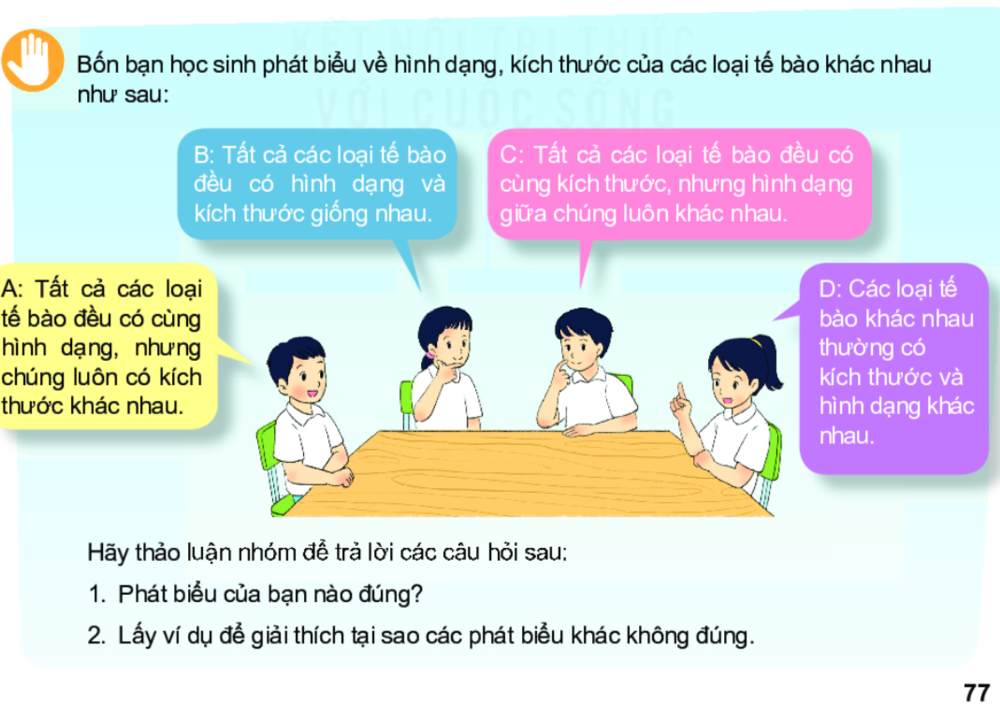 KẾT NỐI TRI THỨC
VỚI CUỘC SỐNG
Bốn bạn học sinh phát biểu về hình dạng, kích thước của các loại tế bào khác nhau
như sau:
B: Tất cả các loại tế bào
đều có hình dạng và
kích thước giống nhau.
C: Tất cả các loại tế bào đều có
cùng kích thước, nhưng hình dạng
giữa chúng luôn khác nhau.
A: Tất cả các loại
tế bào đều có cùng
hình dạng, nhưng
chúng luôn có kích
thước khác nhau.
D: Các loại tế
bào khác nhau
thường có
kích thước và
hình dạng khác
nhau.
Hãy thảo luận nhóm để trả lời các câu hỏi sau:
1. Phát biểu của bạn nào đúng?
2. Lấy ví dụ để giải thích tại sao các phát biểu khác không đúng.
77